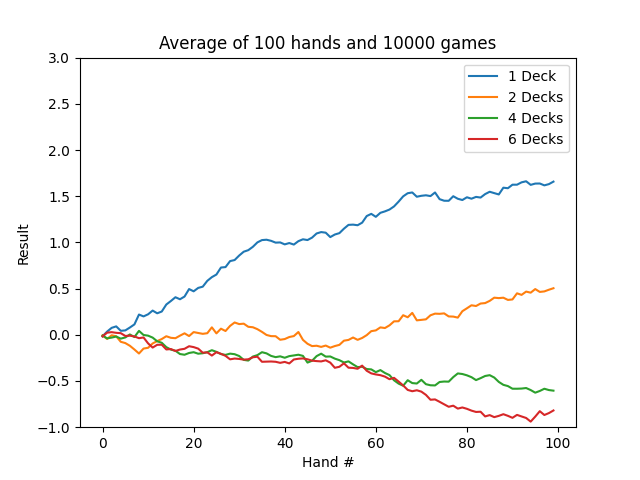 Average of 100 hands and 10000 games
3.0
2.5
2.0
1.5
1.0
0.5
0.0
−0.5
−1.0
Result
1 Deck
2 Decks
4 Decks
6 Decks
0 20 40 60 80 100
Hand #